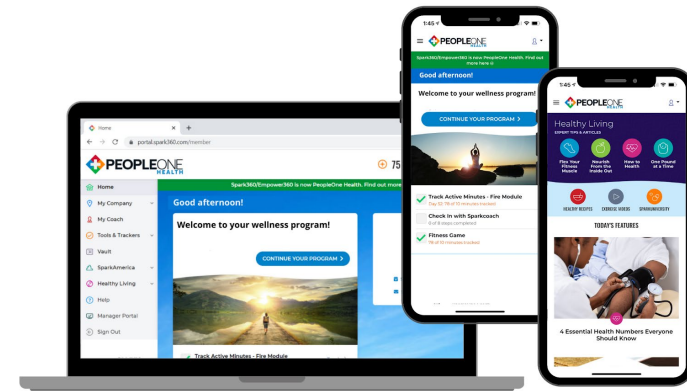 Home
portal.spark360.com/member
PEOPLEONE
HEALTH
75
Home
My Company
My Coach
Tools & Trackers
Vault
SparkAmerica
Healthy Living
Help
Manager Portal
Sign Out
Spark360/Empower360 is now PeopleOne Health. Find out more
Good afternoon!
Welcome to your wellness program!
CONTINUE YOUR PROGRAM
Track Active Minutes - Fire Module
1:45
PEOPLEONE
HEALTH
Spark360/Empower360 is now PeopleOne Health. Find out
more here
Good afternoon!
Welcome to your wellness program!
CONTINUE YOUR PROGRAM
Track Active Minutes - Fire Module
Check In with Sparkcoach
0 of 8 steps completed
Fitness Game
1:45
PEOPLEONE
HEALTH
Healthy Living
EXPERT TIPS & ARTICLES
Flex Your
Fitness
Muscle
Nourish
From the
Inside Out
How to
Health
One Pound
at a Time
HEALTHY RECIPES
EXERCISE VIDEOS
SPARKUNIVERSITY
TODAY'S FEATURES
4 Essential Health Numbers Everyone
Should Know